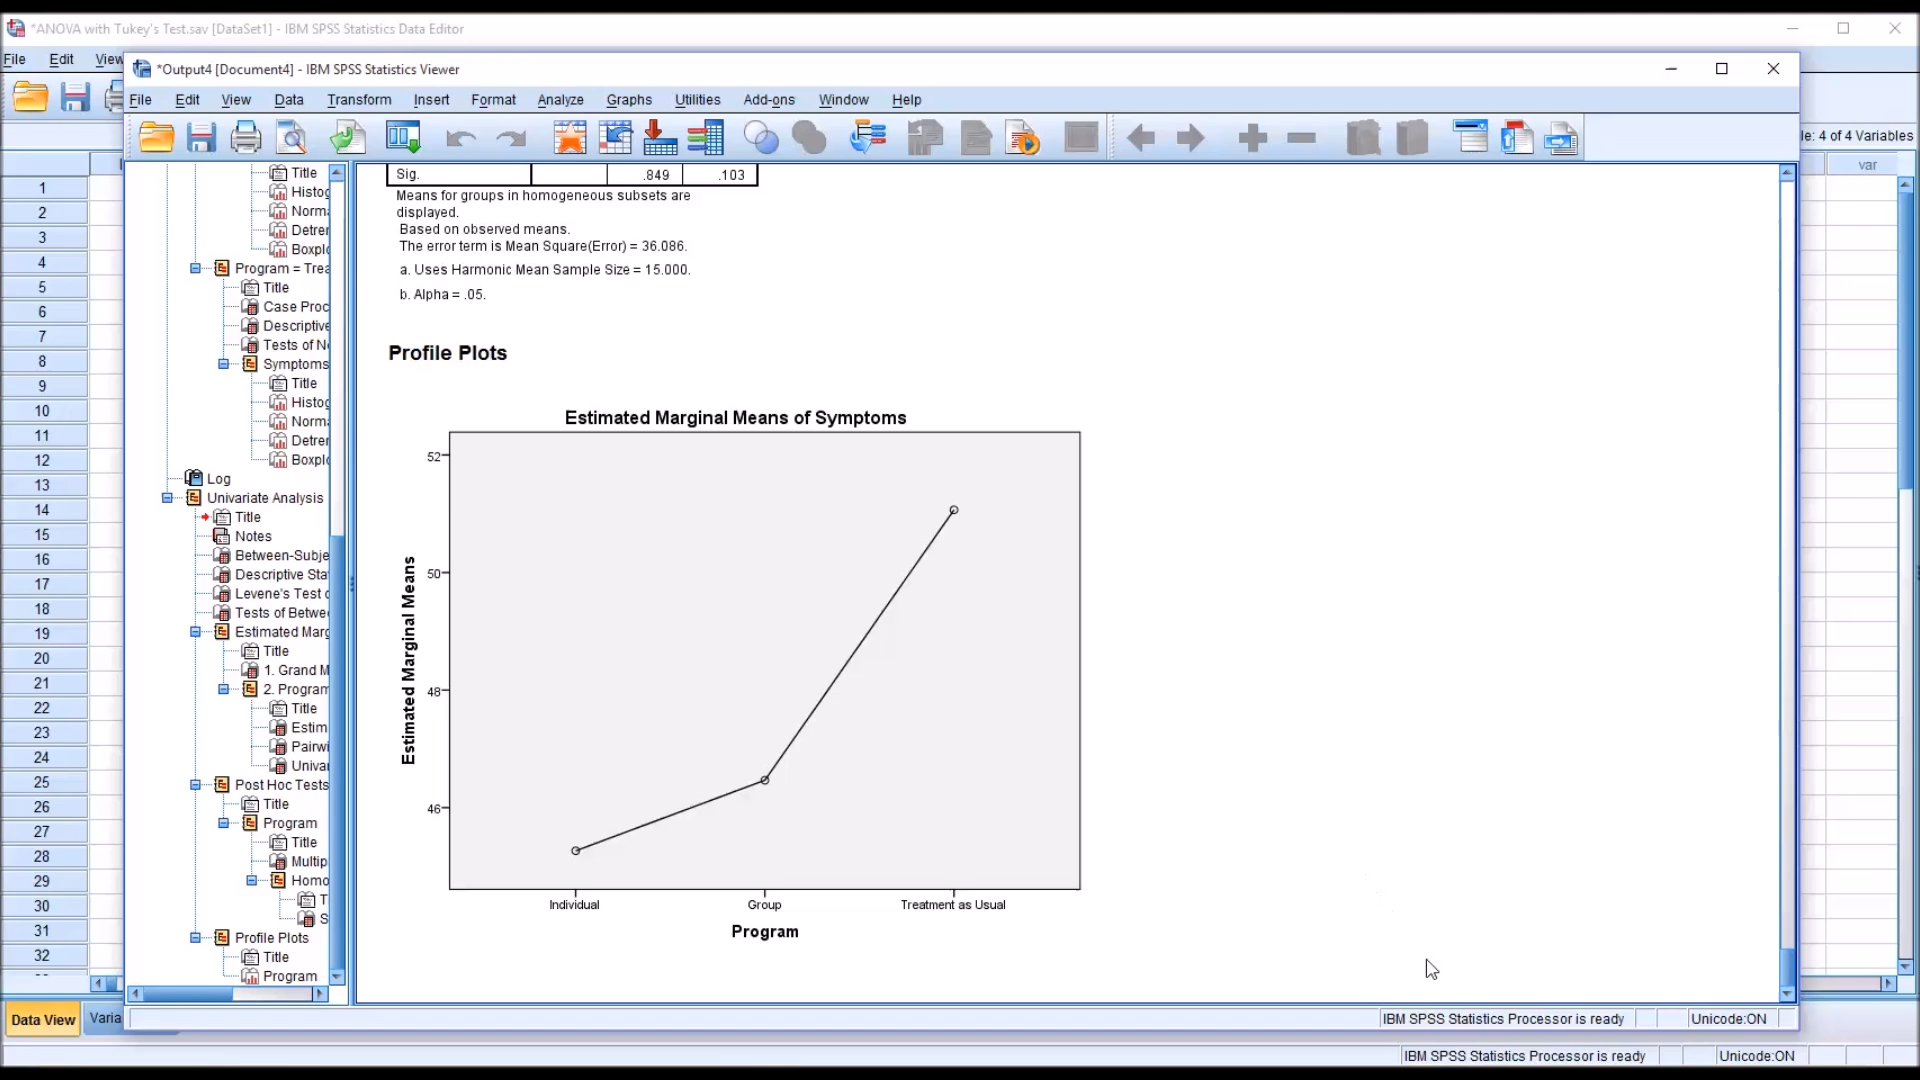 *ANOVA with Tukey's Test.sav [DataSet1] - IBM SPSS Statistics Data Editor
File Edit View
*Output4 [Document4] - IBM SPSS Statistics Viewer
File Edit View Data Transform Insert Format Analyze Graphs Utilities Add-ons Window Help
le: 4 of 4 Variables
var
1
2
3
4
5
6
7
8
9
10
11
12
13
14
15
16
17
18
19
20
21
22
23
24
25
26
27
28
29
30
31
32
Title
Histog
Norma
Detrer
Boxplo
Program = Trea
Title
Case Proc
Descriptive
Tests of No
Symptoms
Title
Histog
Norma
Detrer
Boxplo
Log
Univariate Analysis
Title
Notes
Between-Subje
Descriptive Sta
Levene's Test o
Tests of Betwee
Estimated Marg
Title
1. Grand M
2. Program
Title
Estim
Pairwi
Univar
Post Hoc Tests
Title
Program
Title
Multip
Homo
T
S
Profile Plots
Title
Program
Sig. .849 .103
Means for groups in homogeneous subsets are
displayed.
Based on observed means.
The error term is Mean Square(Error) = 36.086.
a. Uses Harmonic Mean Sample Size = 15.000.
b. Alpha = .05.
Profile Plots
Estimated Marginal Means of Symptoms
Estimated Marginal Means
52
50
48
46
Individual Group Treatment as Usual
Program
Data View Varia
IBM SPSS Statistics Processor is ready Unicode:ON
IBM SPSS Statistics Processor is ready Unicode:ON